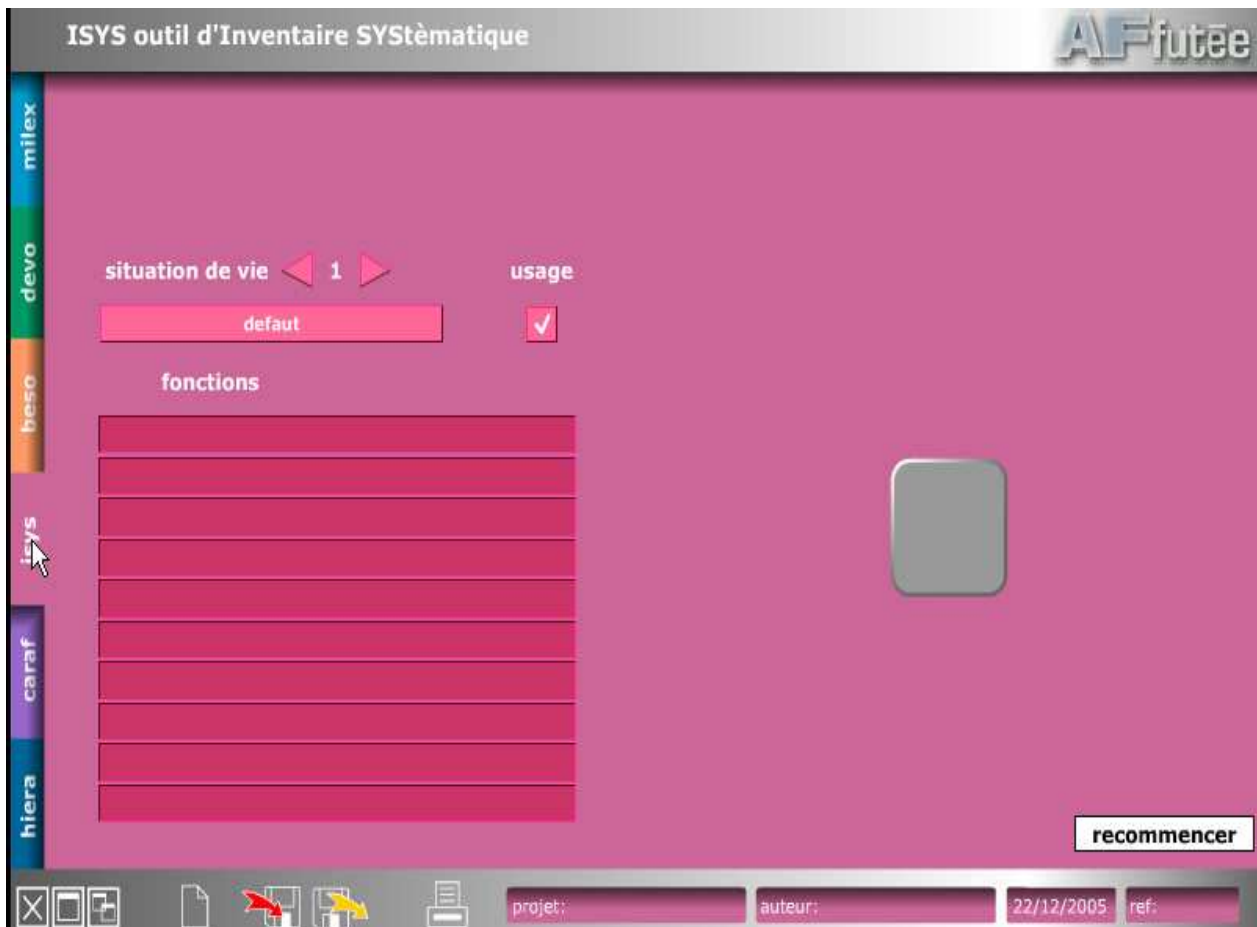 ISYS outil d'Inventaire SYStèmatique
AFfutēe
milex
devo
beso
isys
caraf
hiera
situation de vie 1
usage
defaut
fonctions
recommencer
projet:
auteur:
22/12/2005
ref: